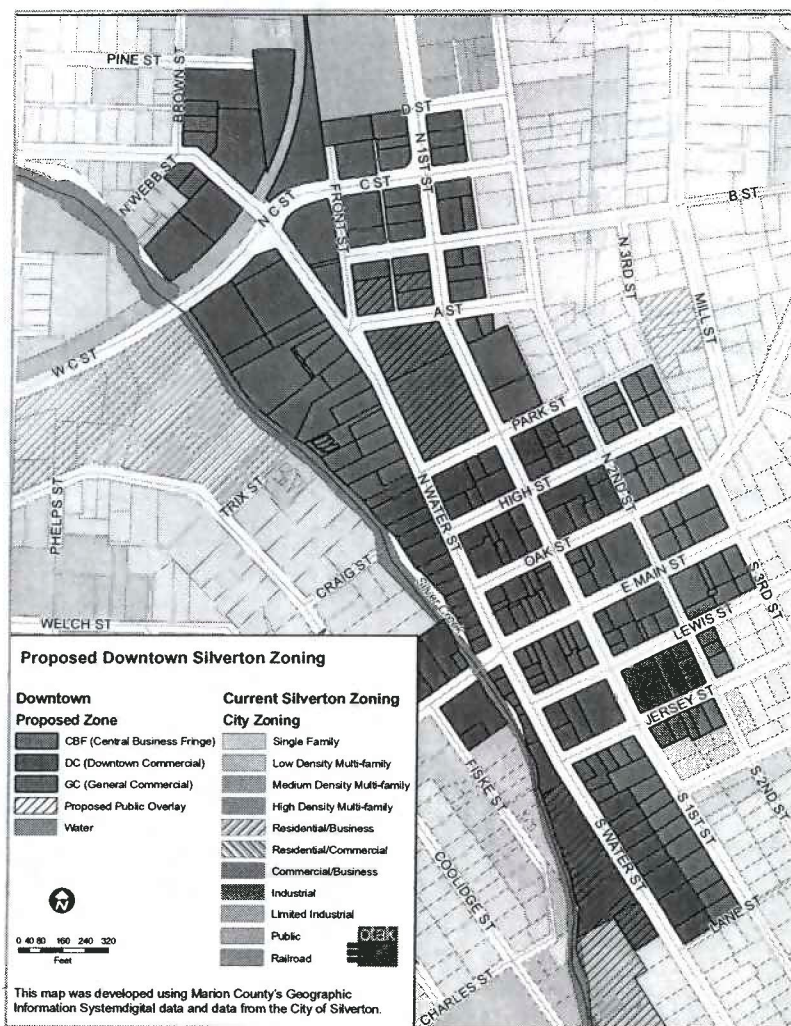 PINE ST
BROWN ST
D ST
N 1ST ST
N WEBB ST
C ST
N C ST
FRONT ST
B ST
N 3RD ST
MILL ST
A ST
W C ST
PARK ST
N WATER ST
HIGH ST
N 2ND ST
PHELPS ST
TRIX ST
OAK ST
CRAIG ST
E MAIN ST
S 3RD ST
Silver Creek
WELCH ST
LEWIS ST
JERSEY ST
FISKE ST
S 2ND ST
S 1ST ST
S WATER ST
COOLIDGE ST
LANE ST
CHARLES ST
Proposed Downtown Silverton Zoning
Downtown
Proposed Zone
CBF (Central Business Fringe)
DC (Downtown Commercial)
GC (General Commercial)
Proposed Public Overlay
Water
Current Silverton Zoning
City Zoning
Single Family
Low Density Multi-family
Medium Density Multi-family
High Density Multi-family
Residential/Business
Residential/Commercial
Commercial/Business
Industrial
Limited Industrial
Public
Railroad
N
0 40 80 160 240 320
Feet
otak
This map was developed using Marion County's Geographic
Information Systemdigital data and data from the City of Silverton.